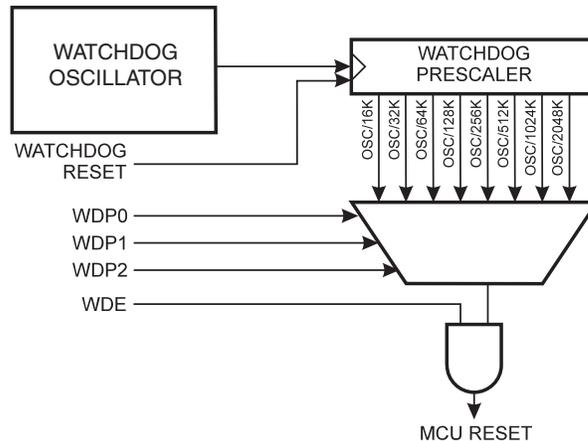 WATCHDOG
OSCILLATOR
WATCHDOG
PRESCALER
WATCHDOG
RESET
OSC/16K
OSC/32K
OSC/64K
OSC/128K
OSC/256K
OSC/512K
OSC/1024K
OSC/2048K
WDP0
WDP1
WDP2
WDE
MCU RESET